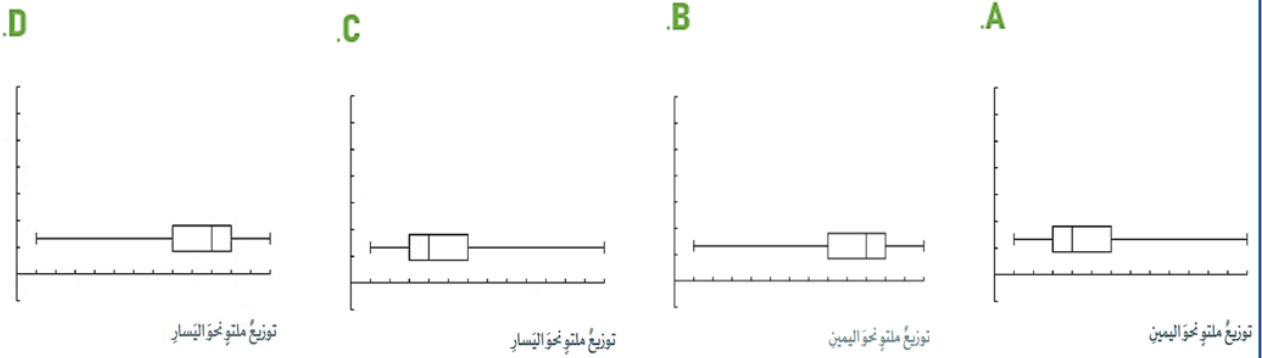 .A
.B
.C
.D
توزيعٌ ملتوٍ نحوَ اليمينِ
توزيعٌ ملتوٍ نحوَ اليمينِ
توزيعٌ ملتوٍ نحوَ اليَسارِ
توزيعٌ ملتوٍ نحوَ اليَسارِ